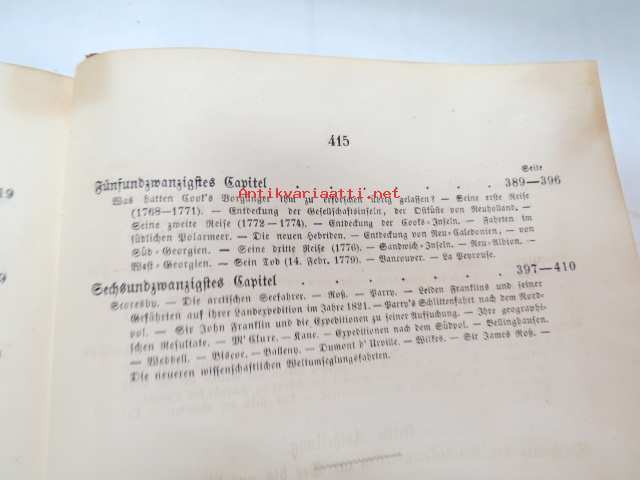 415
Seite
Fünfundzwanzigstes Capitel . . . . . . . 389—396
Antikvariaatti.net
Was hatten Cook's Vorgänger ihm zu erforschen übrig gelassen? — Seine erste Reise
(1768—1771). — Entdeckung der Gesellschaftsinseln, der Ostküste von Neuholland. —
Seine zweite Reise (1772—1774). — Entdeckung der Cooks-Inseln. — Fahrten im
südlichen Polarmeer. — Die neuen Hebriden. — Entdeckung von Neu-Caledonien, — von
Süd-Georgien. — Seine dritte Reise (1776). — Sandwich-Inseln. — Neu-Albion. —
West-Georgien. — Sein Tod (14. Febr. 1779). — Vancouver. — La Peyrouse.
Sechsundzwanzigstes Capitel . . . . . . . 397—410
Scoresby. — Die arctischen Seefahrer. — Roß. — Parry. — Leiden Franklins und seiner
Gefährten auf ihrer Landexpedition im Jahre 1821. — Parry's Schlittenfahrt nach dem Nord-
pol. — Sir John Franklin und die Expeditionen zu seiner Aufsuchung. — Ihre geographi-
schen Resultate. — M'Clure. — Kane. — Expeditionen nach dem Südpol. — Bellinghausen.
— Weddell. — Biscoe. — Balleny. — Dumont d'Urville. — Wilkes. — Sir James Roß. —
Die neueren wissenschaftlichen Weltumseglungsfahrten.